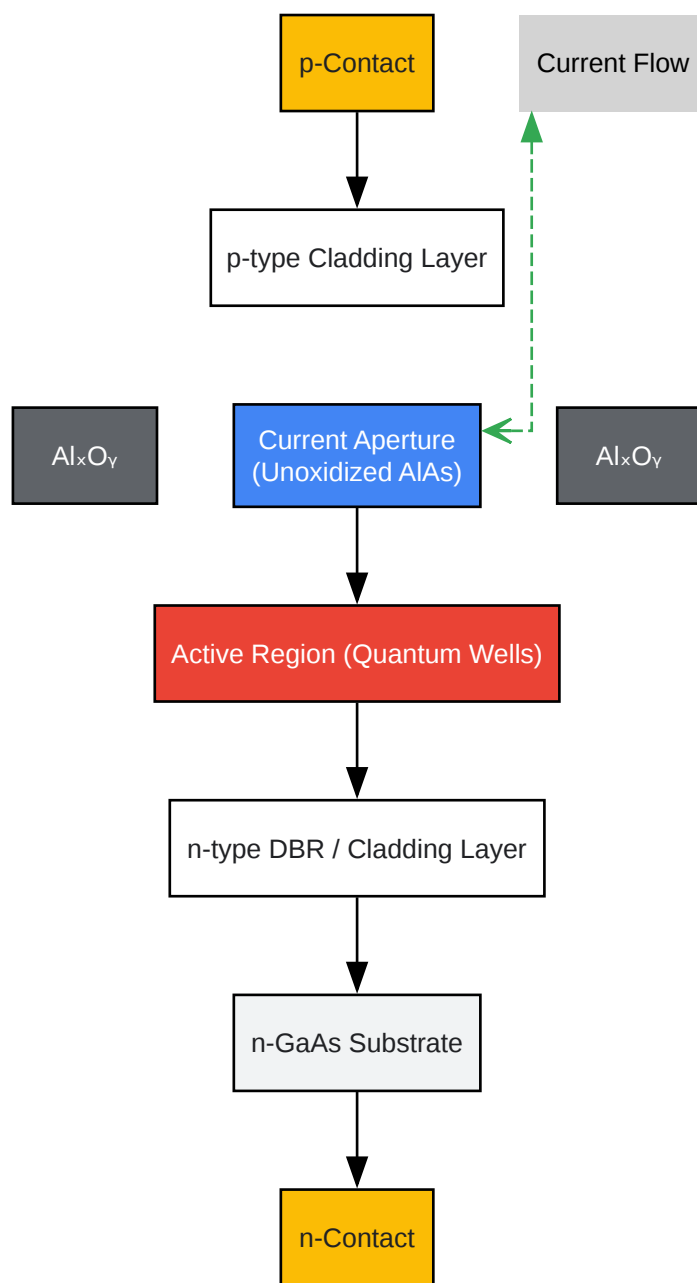 p-Contact
Current Flow
p-type Cladding Layer
AlₓOᵧ
Current Aperture
(Unoxidized AlAs)
AlₓOᵧ
Active Region (Quantum Wells)
n-type DBR / Cladding Layer
n-GaAs Substrate
n-Contact